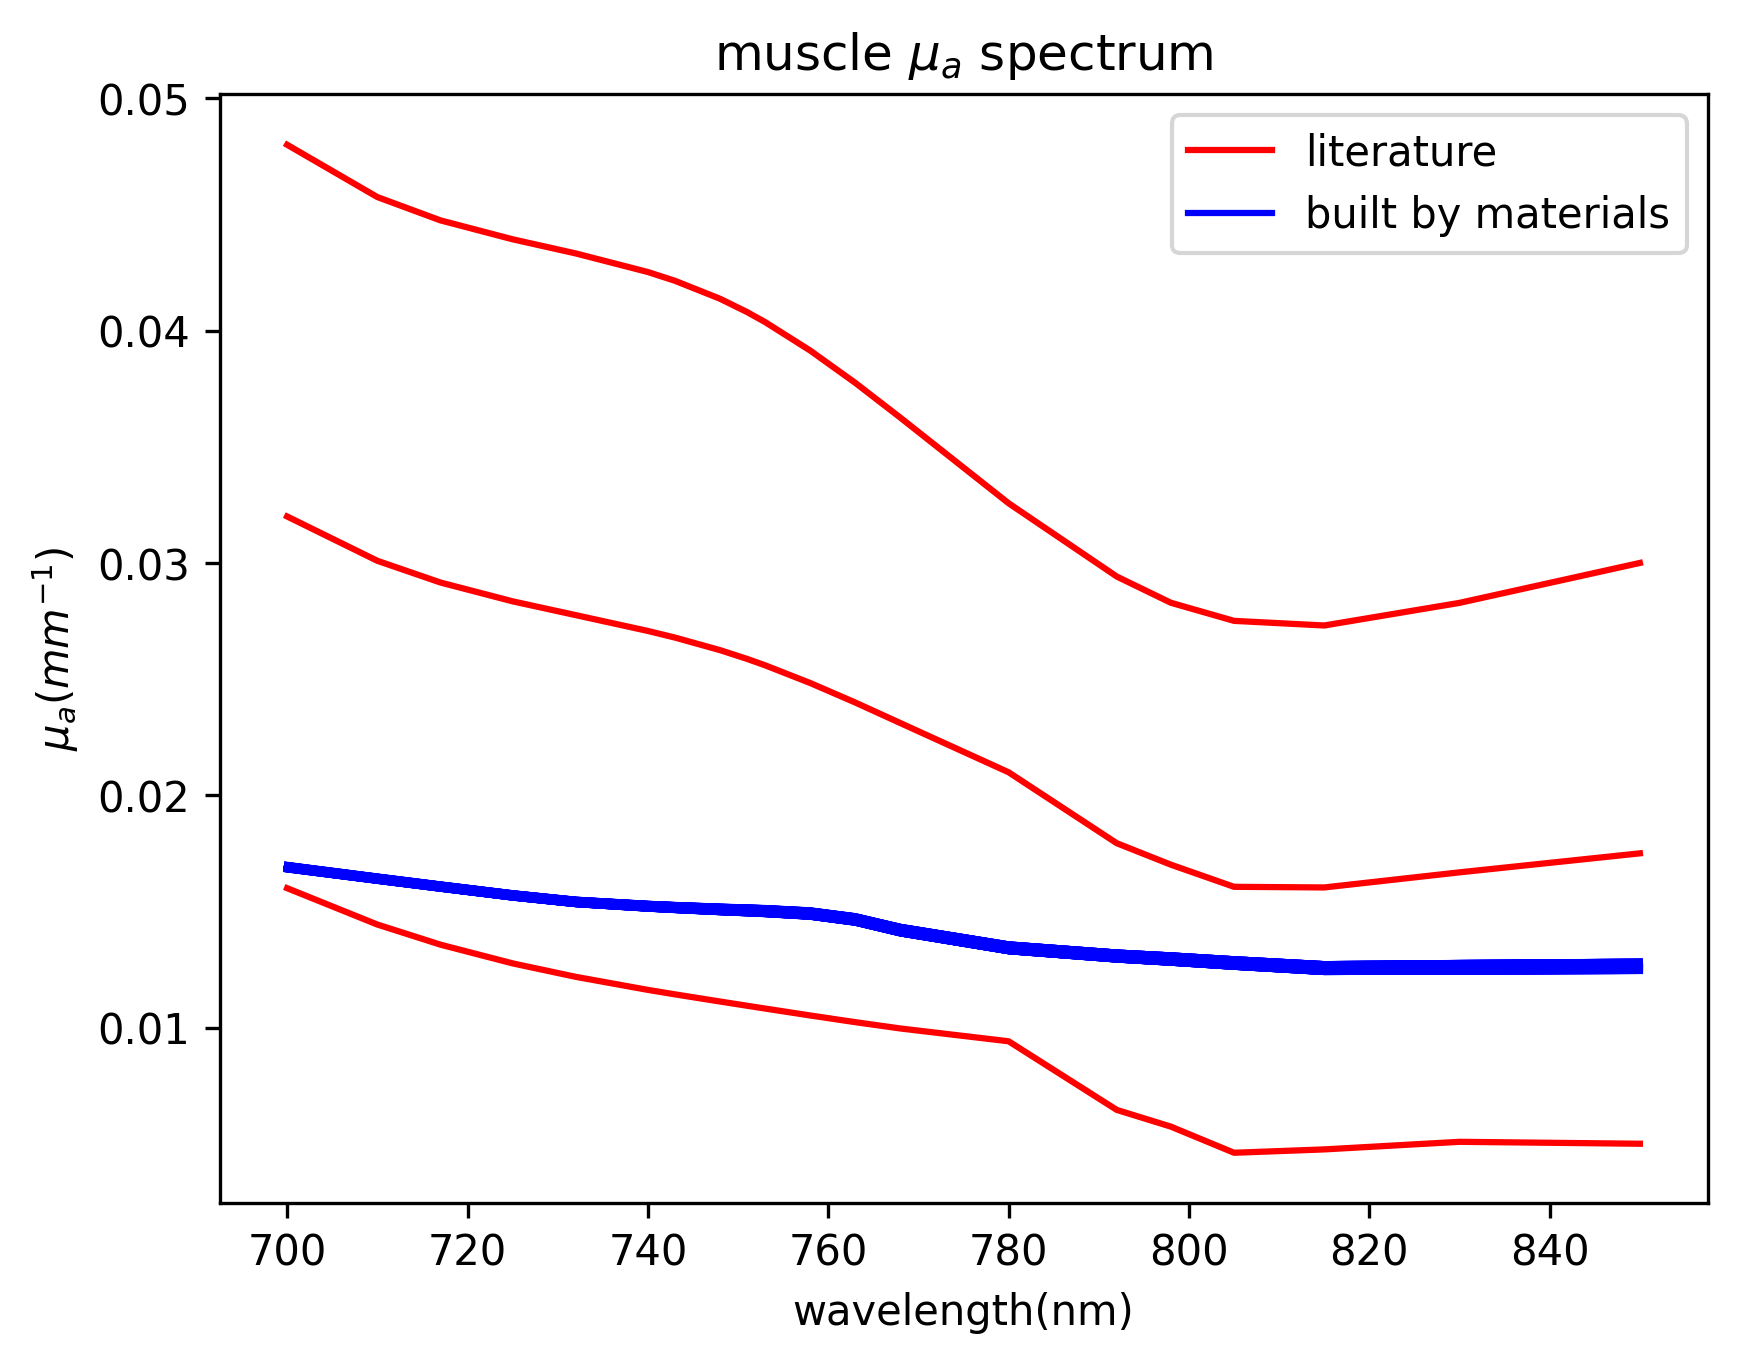 muscle μₐ spectrum
literature
built by materials
0.05
0.04
0.03
0.02
0.01
μₐ(mm⁻¹)
700 720 740 760 780 800 820 840
wavelength(nm)